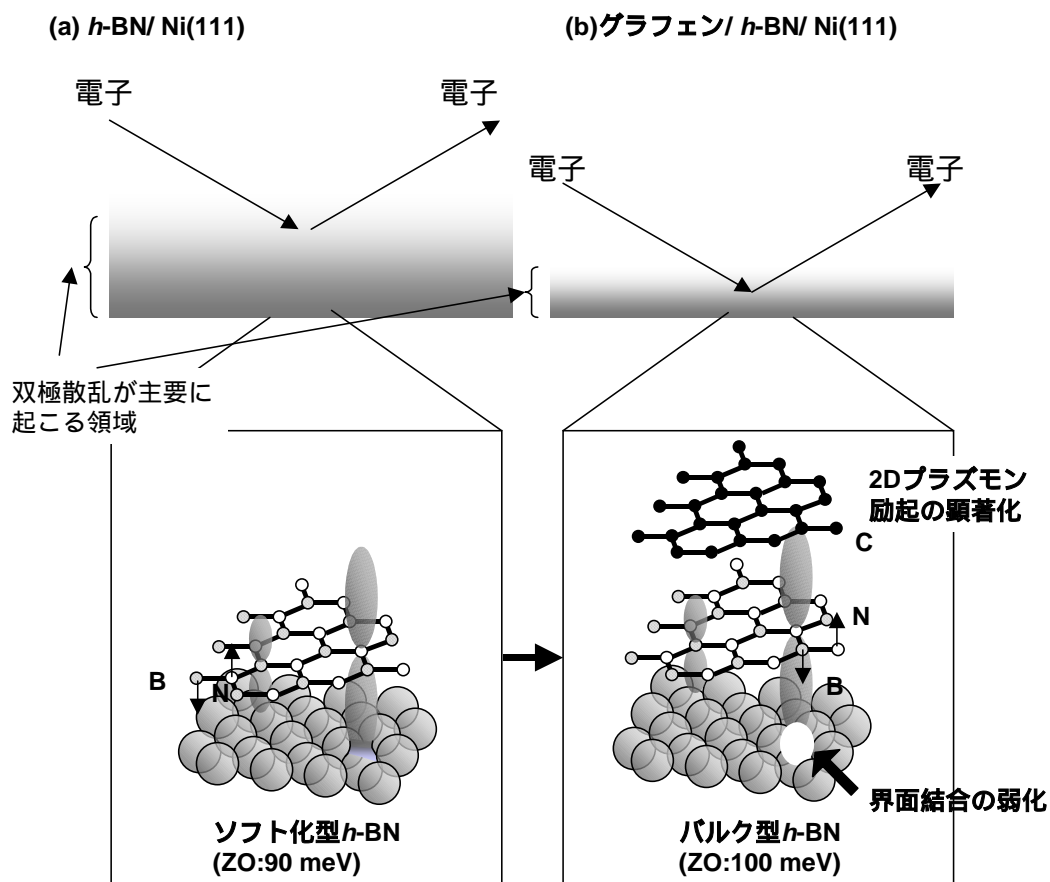 (a) h-BN/ Ni(111)
(b)グラフェン/ h-BN/ Ni(111)
電子
電子
電子
電子
双極散乱が主要に
起こる領域
2Dプラズモン
励起の顕著化
C
N
B
B
N
界面結合の弱化
ソフト化型h-BN
(ZO:90 meV)
バルク型h-BN
(ZO:100 meV)